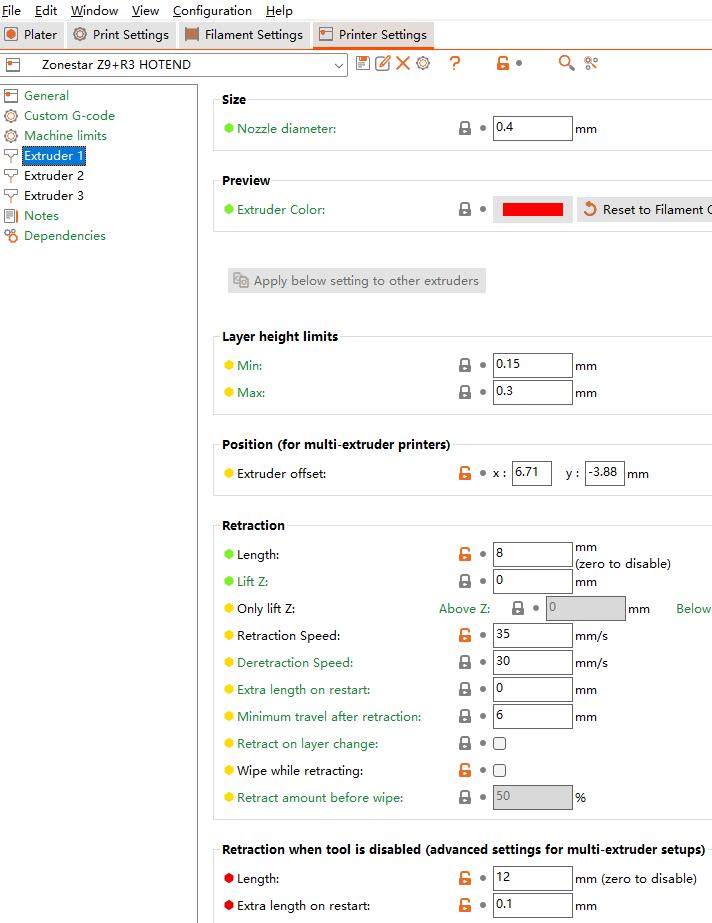 File Edit Window View Configuration Help
Plater Print Settings Filament Settings Printer Settings
Zonestar Z9+R3 HOTEND ?
General
Custom G-code
Machine limits
Extruder 1
Extruder 2
Extruder 3
Notes
Dependencies
Size
Nozzle diameter: 0.4 mm
Preview
Extruder Color: Reset to Filament C
Apply below setting to other extruders
Layer height limits
Min: 0.15 mm
Max: 0.3 mm
Position (for multi-extruder printers)
Extruder offset: x : 6.71 y : -3.88 mm
Retraction
Length: 8 mm
(zero to disable)
Lift Z: 0 mm
Only lift Z: Above Z: 0 mm Below
Retraction Speed: 35 mm/s
Deretraction Speed: 30 mm/s
Extra length on restart: 0 mm
Minimum travel after retraction: 6 mm
Retract on layer change:
Wipe while retracting:
Retract amount before wipe: 50 %
Retraction when tool is disabled (advanced settings for multi-extruder setups)
Length: 12 mm (zero to disable)
Extra length on restart: 0.1 mm